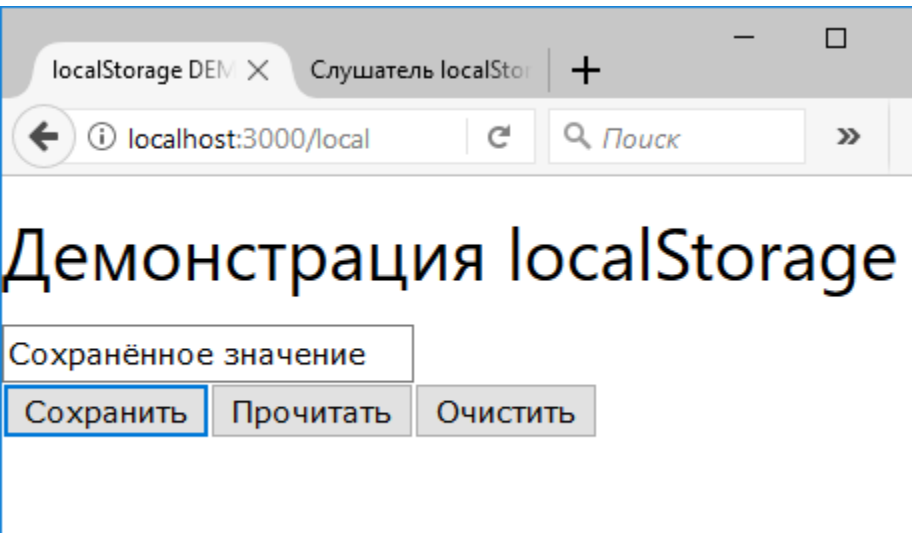 localStorage DEM
Слушатель localStor
localhost:3000/local
Поиск
Демонстрация localStorage
Сохранённое значение
Сохранить Прочитать Очистить